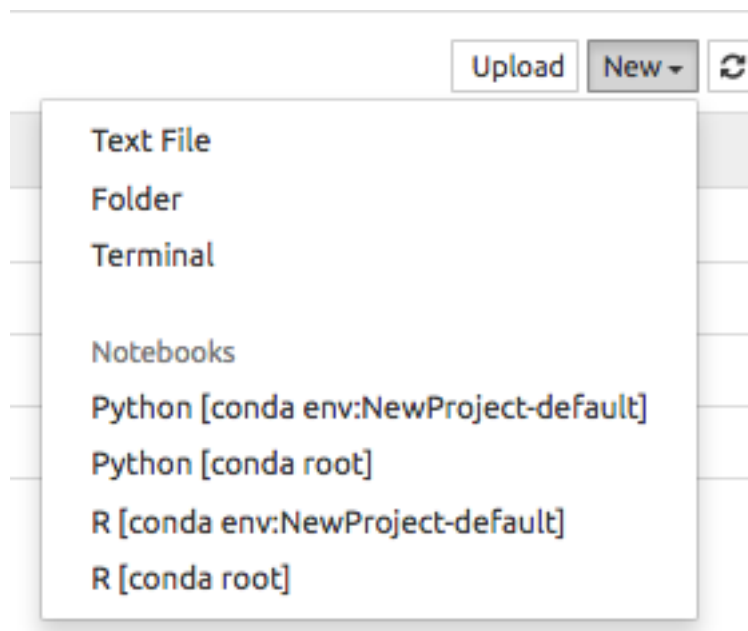 Upload New
Text File
Folder
Terminal
Notebooks
Python [conda env:NewProject-default]
Python [conda root]
R [conda env:NewProject-default]
R [conda root]